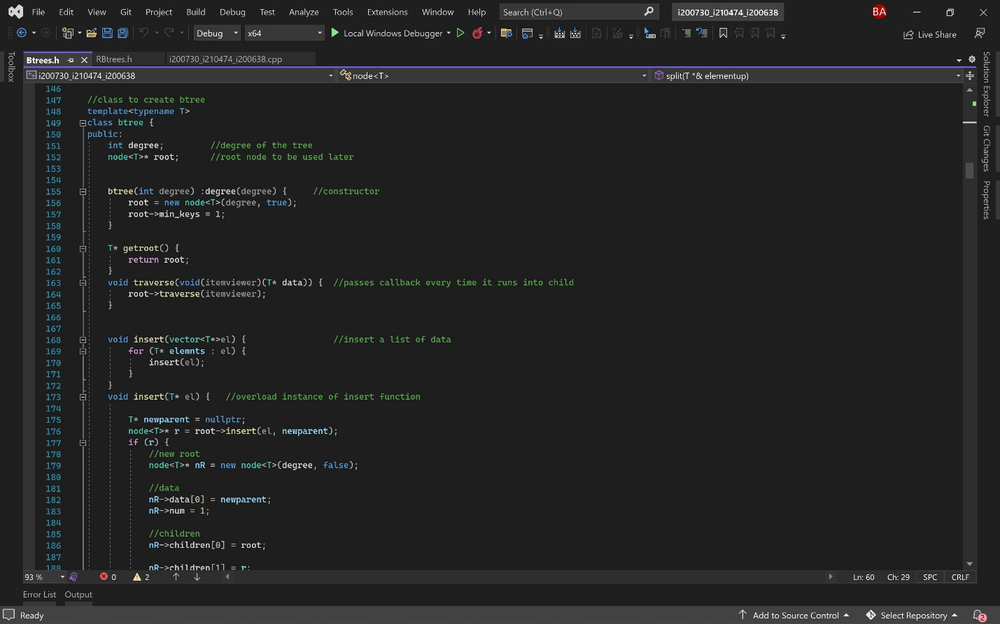 File Edit View Git Project Build Debug Test Analyze Tools Extensions Window Help Search (Ctrl+Q) i200730_i210474_i200638 BA
Debug x64 Local Windows Debugger Live Share
Toolbox
Btrees.h RBtrees.h i200730_i210474_i200638.cpp
i200730_i210474_i200638 node<T> split(T *& elementup)
146
147 //class to create btree
148 template<typename T>
149 class btree {
150 public:
151 int degree; //degree of the tree
152 node<T>* root; //root node to be used later
153
154
155 btree(int degree) :degree(degree) { //constructor
156 root = new node<T>(degree, true);
157 root->min_keys = 1;
158 }
159
160 T* getroot() {
161 return root;
162 }
163 void traverse(void(itemviewer)(T* data)) { //passes callback every time it runs into child
164 root->traverse(itemviewer);
165 }
166
167
168 void insert(vector<T*>el) { //insert a list of data
169 for (T* elemnts : el) {
170 insert(el);
171 }
172 }
173 void insert(T* el) { //overload instance of insert function
174
175 T* newparent = nullptr;
176 node<T>* r = root->insert(el, newparent);
177 if (r) {
178 //new root
179 node<T>* nR = new node<T>(degree, false);
180
181 //data
182 nR->data[0] = newparent;
183 nR->num = 1;
184
185 //children
186 nR->children[0] = root;
187
188 nR->children[1] = r;
Solution Explorer
Git Changes
Properties
93 % 0 2 Ln: 60 Ch: 29 SPC CRLF
Error List Output
Ready Add to Source Control Select Repository 2